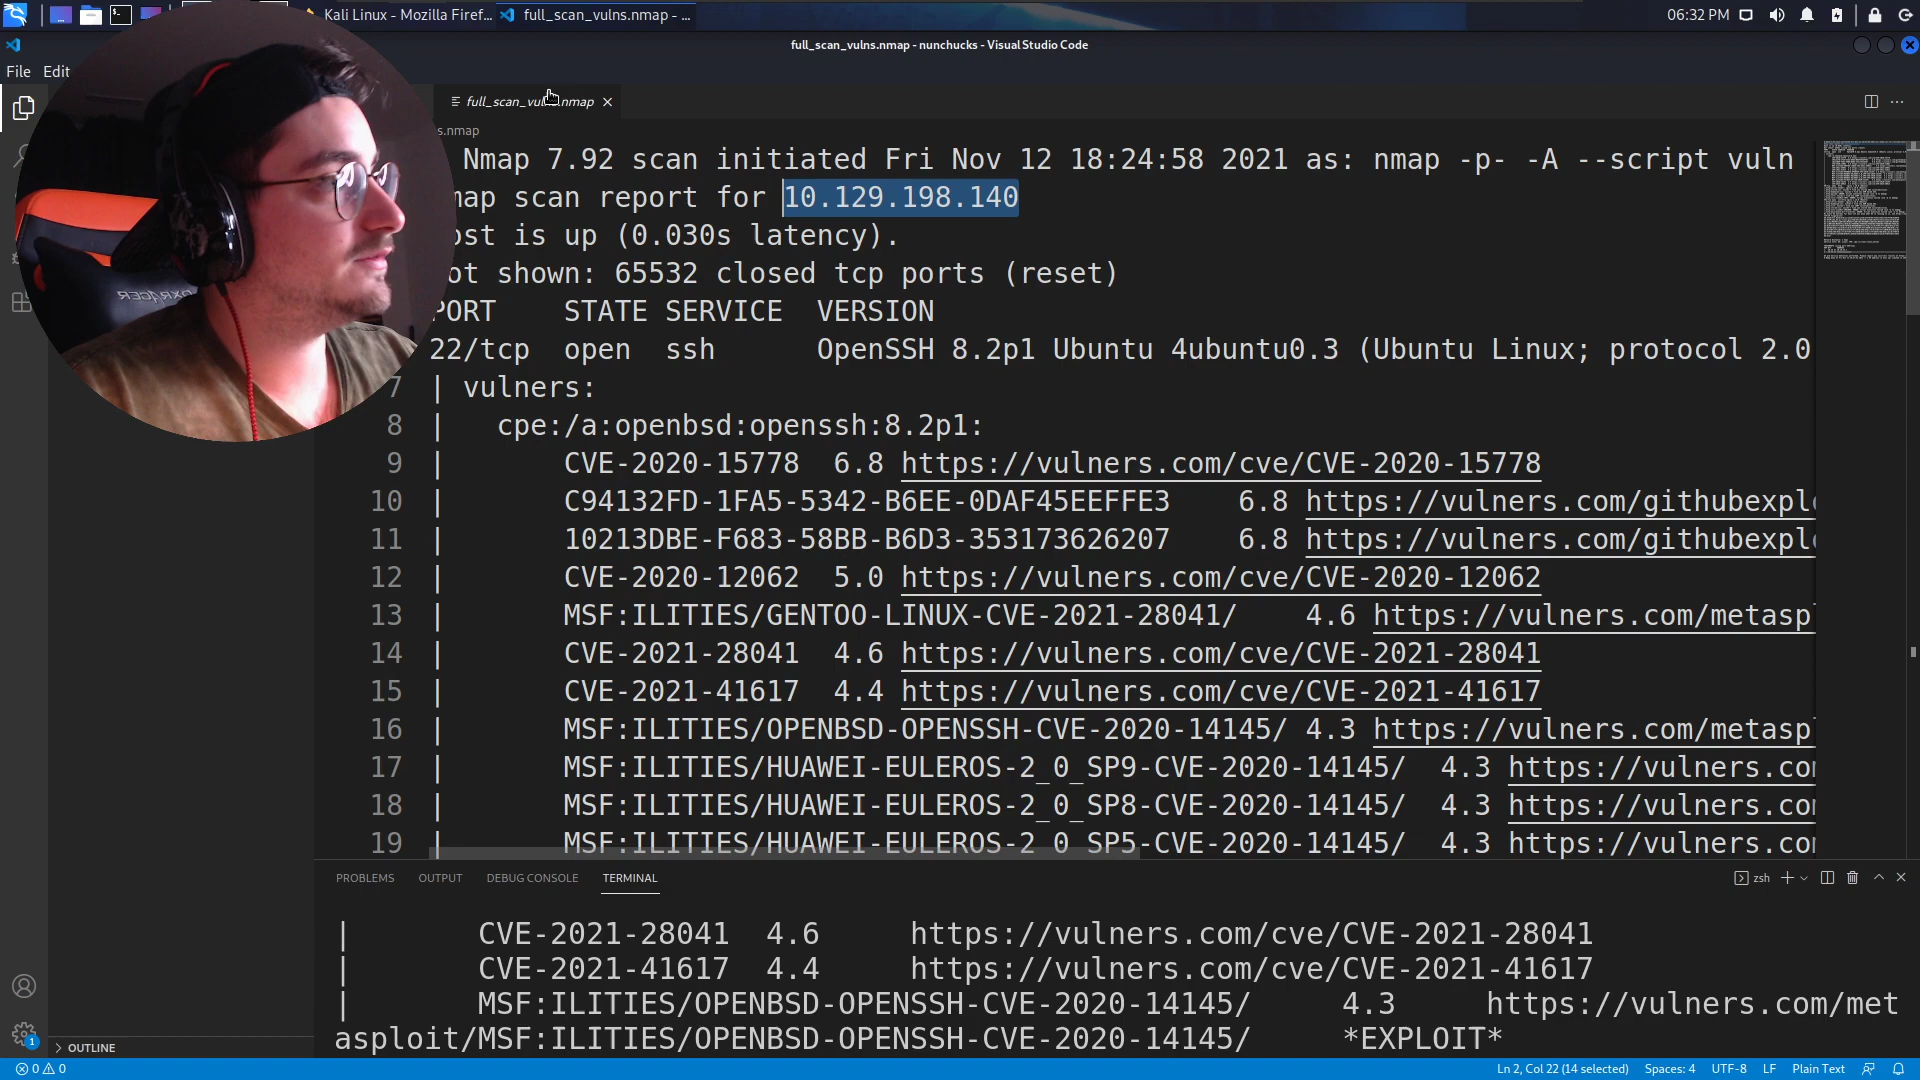 Kali Linux - Mozilla Firef...
full_scan_vulns.nmap - ...
06:32 PM
full_scan_vulns.nmap - nunchucks - Visual Studio Code
File Edit
full_scan_vulns.nmap
s.nmap
Nmap 7.92 scan initiated Fri Nov 12 18:24:58 2021 as: nmap -p- -A --script vuln
map scan report for 10.129.198.140
ost is up (0.030s latency).
ot shown: 65532 closed tcp ports (reset)
PORT STATE SERVICE VERSION
22/tcp open ssh OpenSSH 8.2p1 Ubuntu 4ubuntu0.3 (Ubuntu Linux; protocol 2.0
7 | vulners:
8 | cpe:/a:openbsd:openssh:8.2p1:
9 | CVE-2020-15778 6.8 https://vulners.com/cve/CVE-2020-15778
10 | C94132FD-1FA5-5342-B6EE-0DAF45EEFFE3 6.8 https://vulners.com/githubexplo
11 | 10213DBE-F683-58BB-B6D3-353173626207 6.8 https://vulners.com/githubexplo
12 | CVE-2020-12062 5.0 https://vulners.com/cve/CVE-2020-12062
13 | MSF:ILITIES/GENTOO-LINUX-CVE-2021-28041/ 4.6 https://vulners.com/metasp
14 | CVE-2021-28041 4.6 https://vulners.com/cve/CVE-2021-28041
15 | CVE-2021-41617 4.4 https://vulners.com/cve/CVE-2021-41617
16 | MSF:ILITIES/OPENBSD-OPENSSH-CVE-2020-14145/ 4.3 https://vulners.com/metasp
17 | MSF:ILITIES/HUAWEI-EULEROS-2_0_SP9-CVE-2020-14145/ 4.3 https://vulners.com
18 | MSF:ILITIES/HUAWEI-EULEROS-2_0_SP8-CVE-2020-14145/ 4.3 https://vulners.com
19 | MSF:ILITIES/HUAWEI-EULEROS-2_0_SP5-CVE-2020-14145/ 4.3 https://vulners.com
PROBLEMS OUTPUT DEBUG CONSOLE TERMINAL
zsh
| CVE-2021-28041 4.6 https://vulners.com/cve/CVE-2021-28041
| CVE-2021-41617 4.4 https://vulners.com/cve/CVE-2021-41617
| MSF:ILITIES/OPENBSD-OPENSSH-CVE-2020-14145/ 4.3 https://vulners.com/met
asploit/MSF:ILITIES/OPENBSD-OPENSSH-CVE-2020-14145/ *EXPLOIT*
1
OUTLINE
0 0
Ln 2, Col 22 (14 selected) Spaces: 4 UTF-8 LF Plain Text